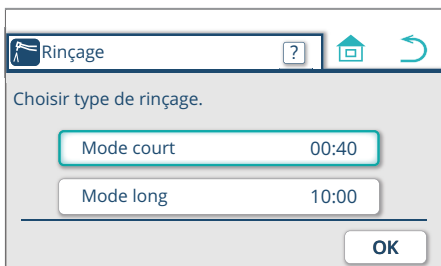 Rinçage ?
Choisir type de rinçage.
Mode court 00:40
Mode long 10:00
OK